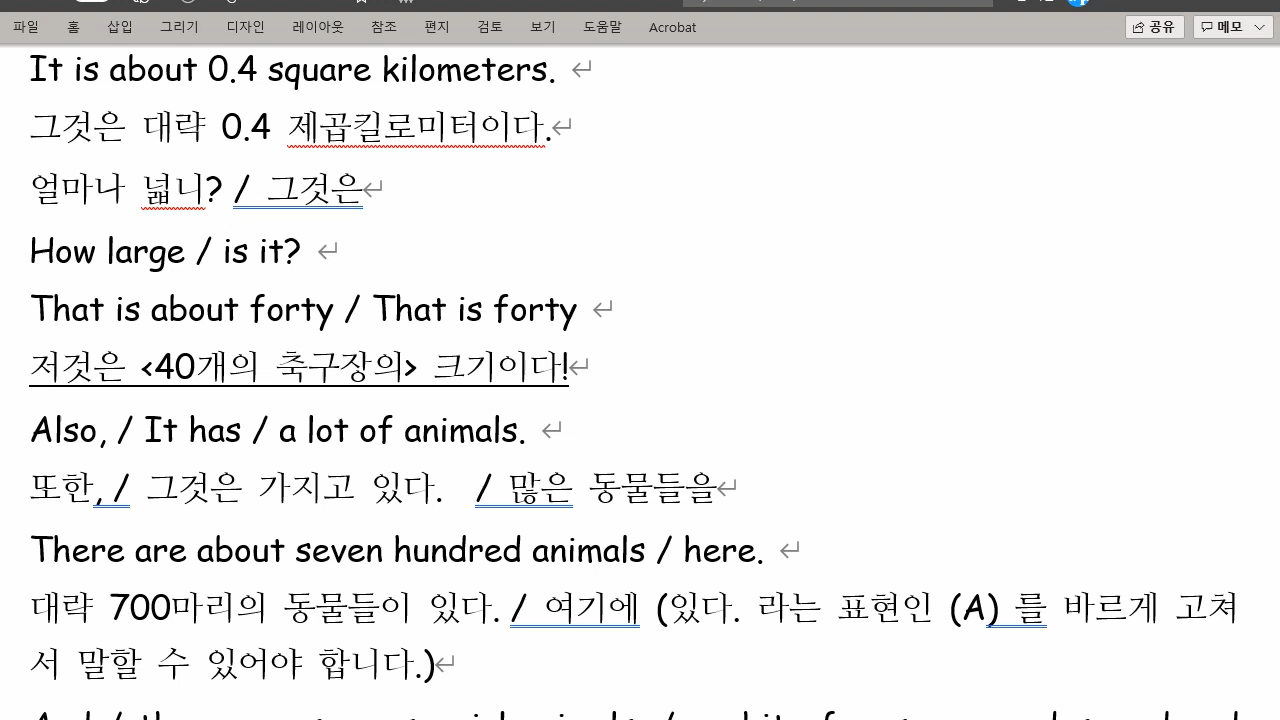 파일 홈 삽입 그리기 디자인 레이아웃 참조 편지 검토 보기 도움말 Acrobat 공유 메모
It is about 0.4 square kilometers.
그것은 대략 0.4 제곱킬로미터이다.
얼마나 넓니? / 그것은
How large / is it?
That is about forty / That is forty
저것은 <40개의 축구장의> 크기이다!
Also, / It has / a lot of animals.
또한, / 그것은 가지고 있다. / 많은 동물들을
There are about seven hundred animals / here.
대략 700마리의 동물들이 있다. / 여기에 (있다. 라는 표현인 (A) 를 바르게 고쳐
서 말할 수 있어야 합니다.)